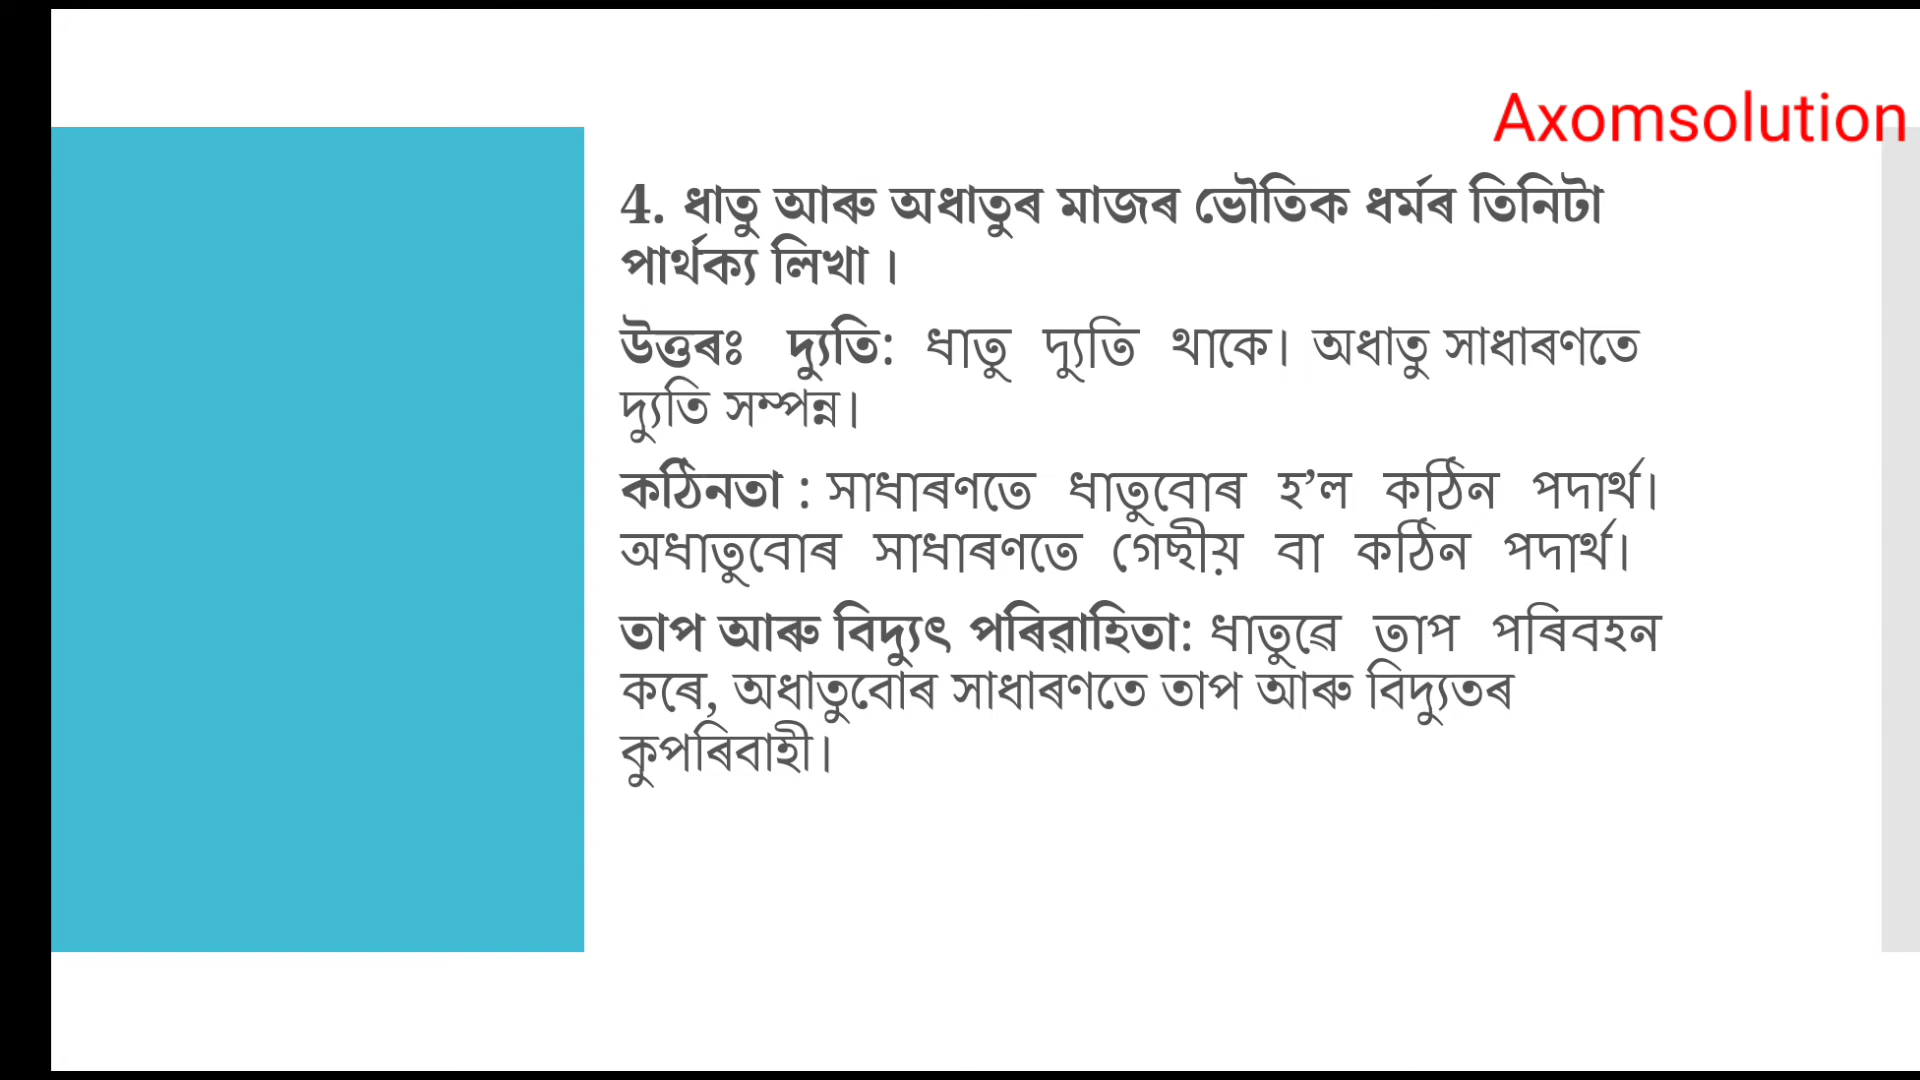 Axomsolution
4. ধাতু আৰু অধাতুৰ মাজৰ ভৌতিক ধৰ্মৰ তিনিটা
পাৰ্থক্য লিখা ।
উত্তৰঃ দ্যুতি: ধাতু দ্যুতি থাকে। অধাতু সাধাৰণতে
দ্যুতি সম্পন্ন।
কঠিনতা : সাধাৰণতে ধাতুবোৰ হ’ল কঠিন পদাৰ্থ।
অধাতুবোৰ সাধাৰণতে গেছীয় বা কঠিন পদাৰ্থ।
তাপ আৰু বিদ্যুৎ পৰিৱাহিতা: ধাতুৱে তাপ পৰিবহন
কৰে, অধাতুবোৰ সাধাৰণতে তাপ আৰু বিদ্যুতৰ
কুপৰিবাহী।